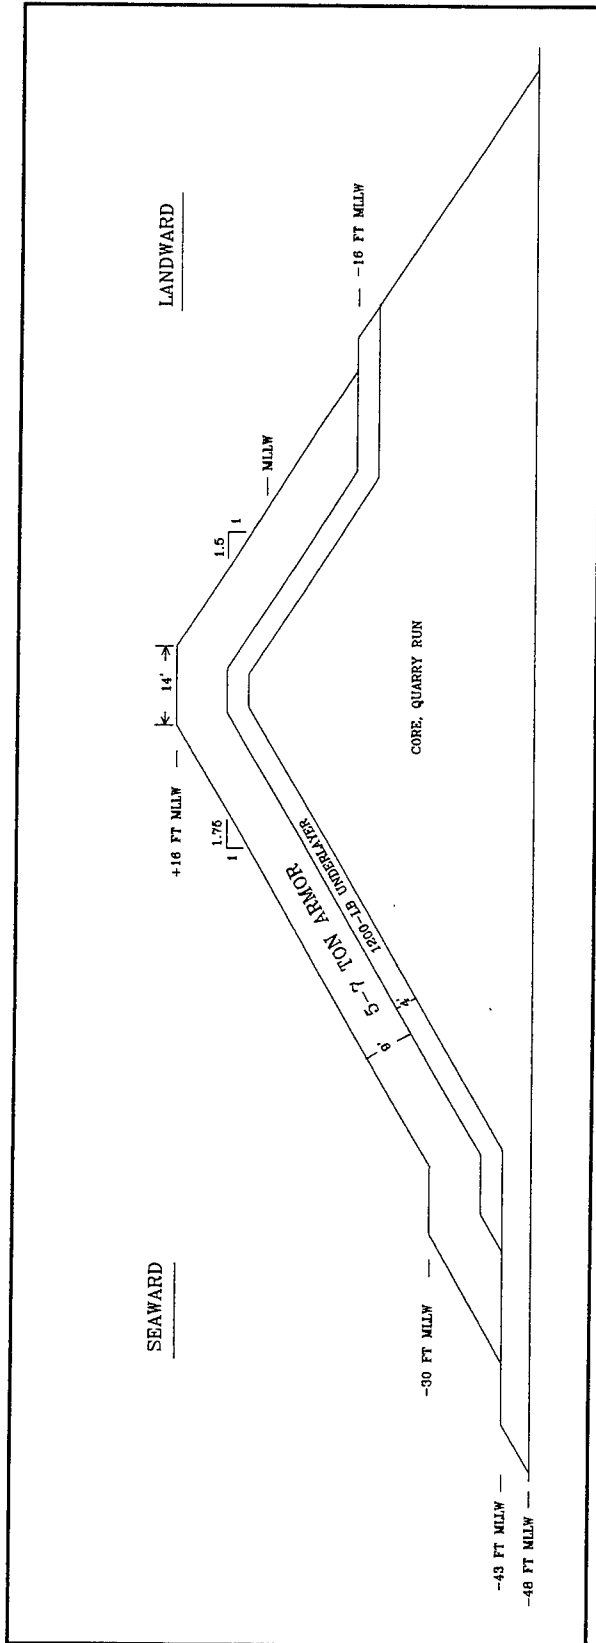 SEAWARD
LANDWARD
14'
+16 FT MLLW
1.75
1
1.5
1
MLLW
-16 FT MLLW
9'
5-7 TON ARMOR
4'
1200-LB UNDERLAYER
CORE, QUARRY RUN
-30 FT MLLW
-43 FT MLLW
-48 FT MLLW